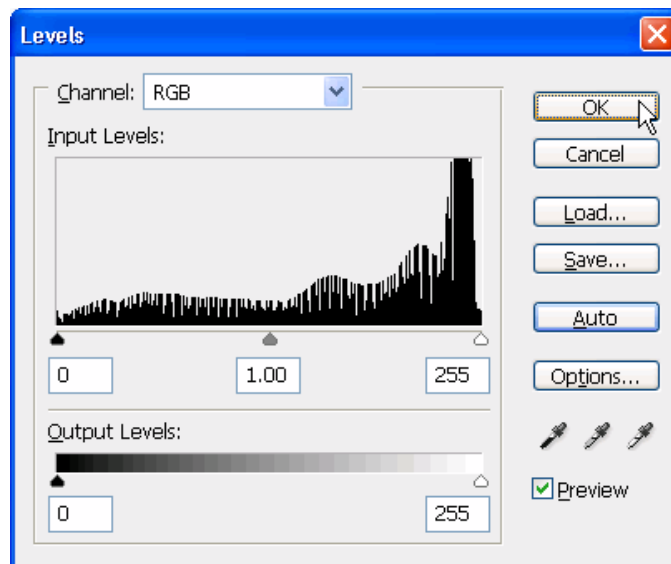 Levels
Channel: RGB
Input Levels:
0 1.00 255
Output Levels:
0 255
OK
Cancel
Load...
Save...
Auto
Options...
Preview